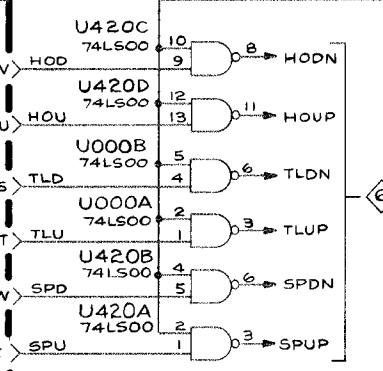 U420C
74LS00
10
8
V HOD 9 HODN
U420D
74LS00
12
11
U HOU 13 HOUP
U000B
74LS00
5
6
S TLD 4 TLDN
U000A
74LS00
2
3
T TLU 1 TLUP
6
U420B
74LS00
4
6
W SPD 5 SPDN
U420A
74LS00
2
3
SPU 1 SPUP